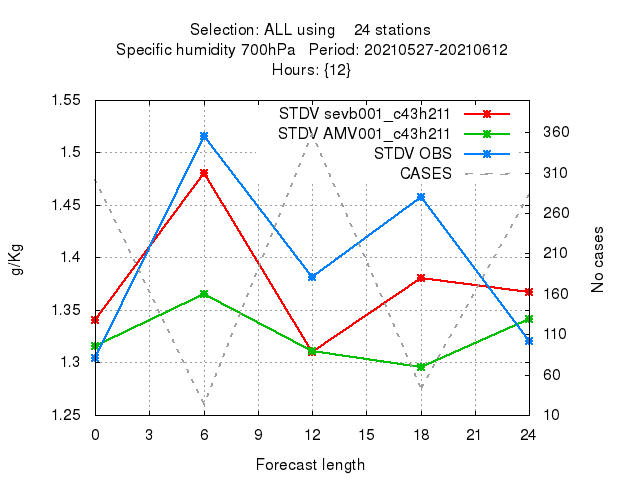 Selection: ALL using    24 stations
Specific humidity 700hPa   Period: 20210527-20210612
Hours: {12}
STDV sevb001_c43h211
STDV AMV001_c43h211
STDV OBS
CASES
1.55
1.5
1.45
1.4
1.35
1.3
1.25
g/Kg
360
310
260
210
160
110
60
10
No cases
0 3 6 9 12 15 18 21 24
Forecast length